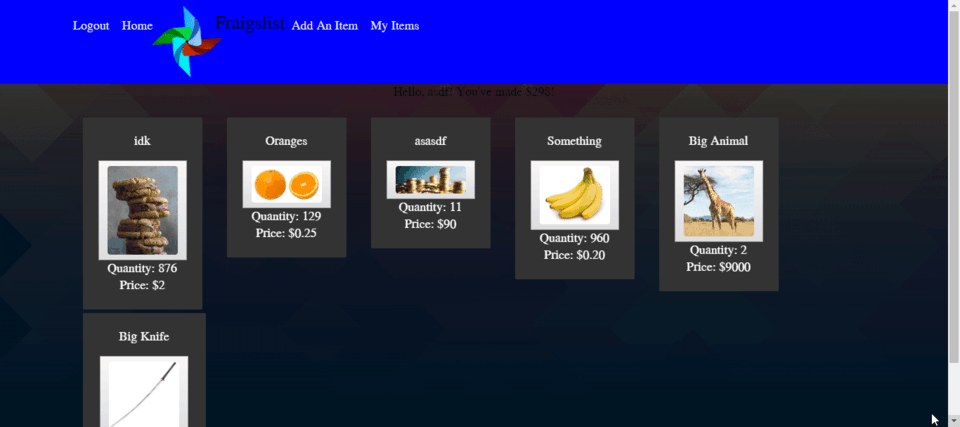 Logout Home Fraigslist Add An Item My Items
Hello, asdf! You've made $298!
idk
Quantity: 876
Price: $2
Oranges
Quantity: 129
Price: $0.25
asasdf
Quantity: 11
Price: $90
Something
Quantity: 960
Price: $0.20
Big Animal
Quantity: 2
Price: $9000
Big Knife